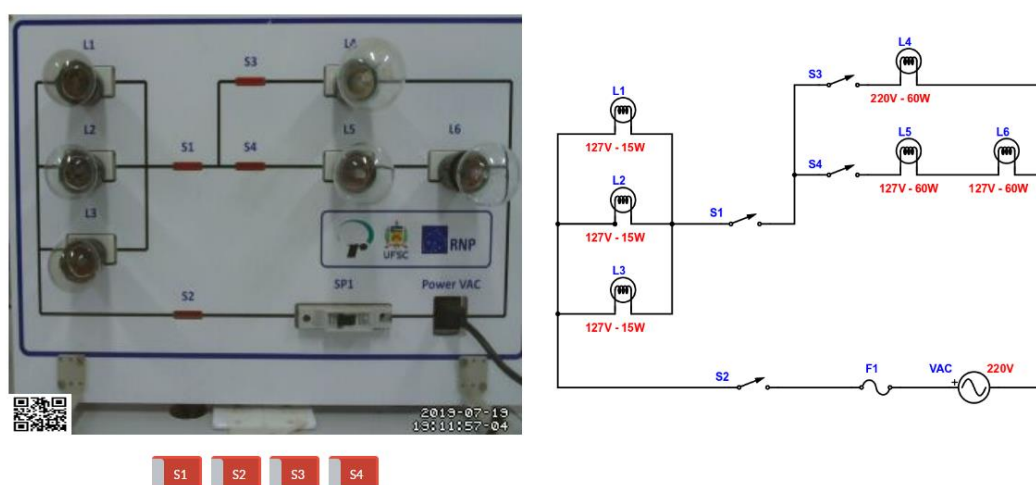 L1
L4
S3
L2
L5
L6
S1
S4
L3
UFSC
RNP
SP1
Power VAC
S2
2019-07-19
19:11:57-04
S1
S2
S3
S4
L4
S3
220V - 60W
L1
127V - 15W
L5
L6
S4
127V - 60W
127V - 60W
L2
S1
127V - 15W
L3
127V - 15W
S2
F1
VAC
220V
+